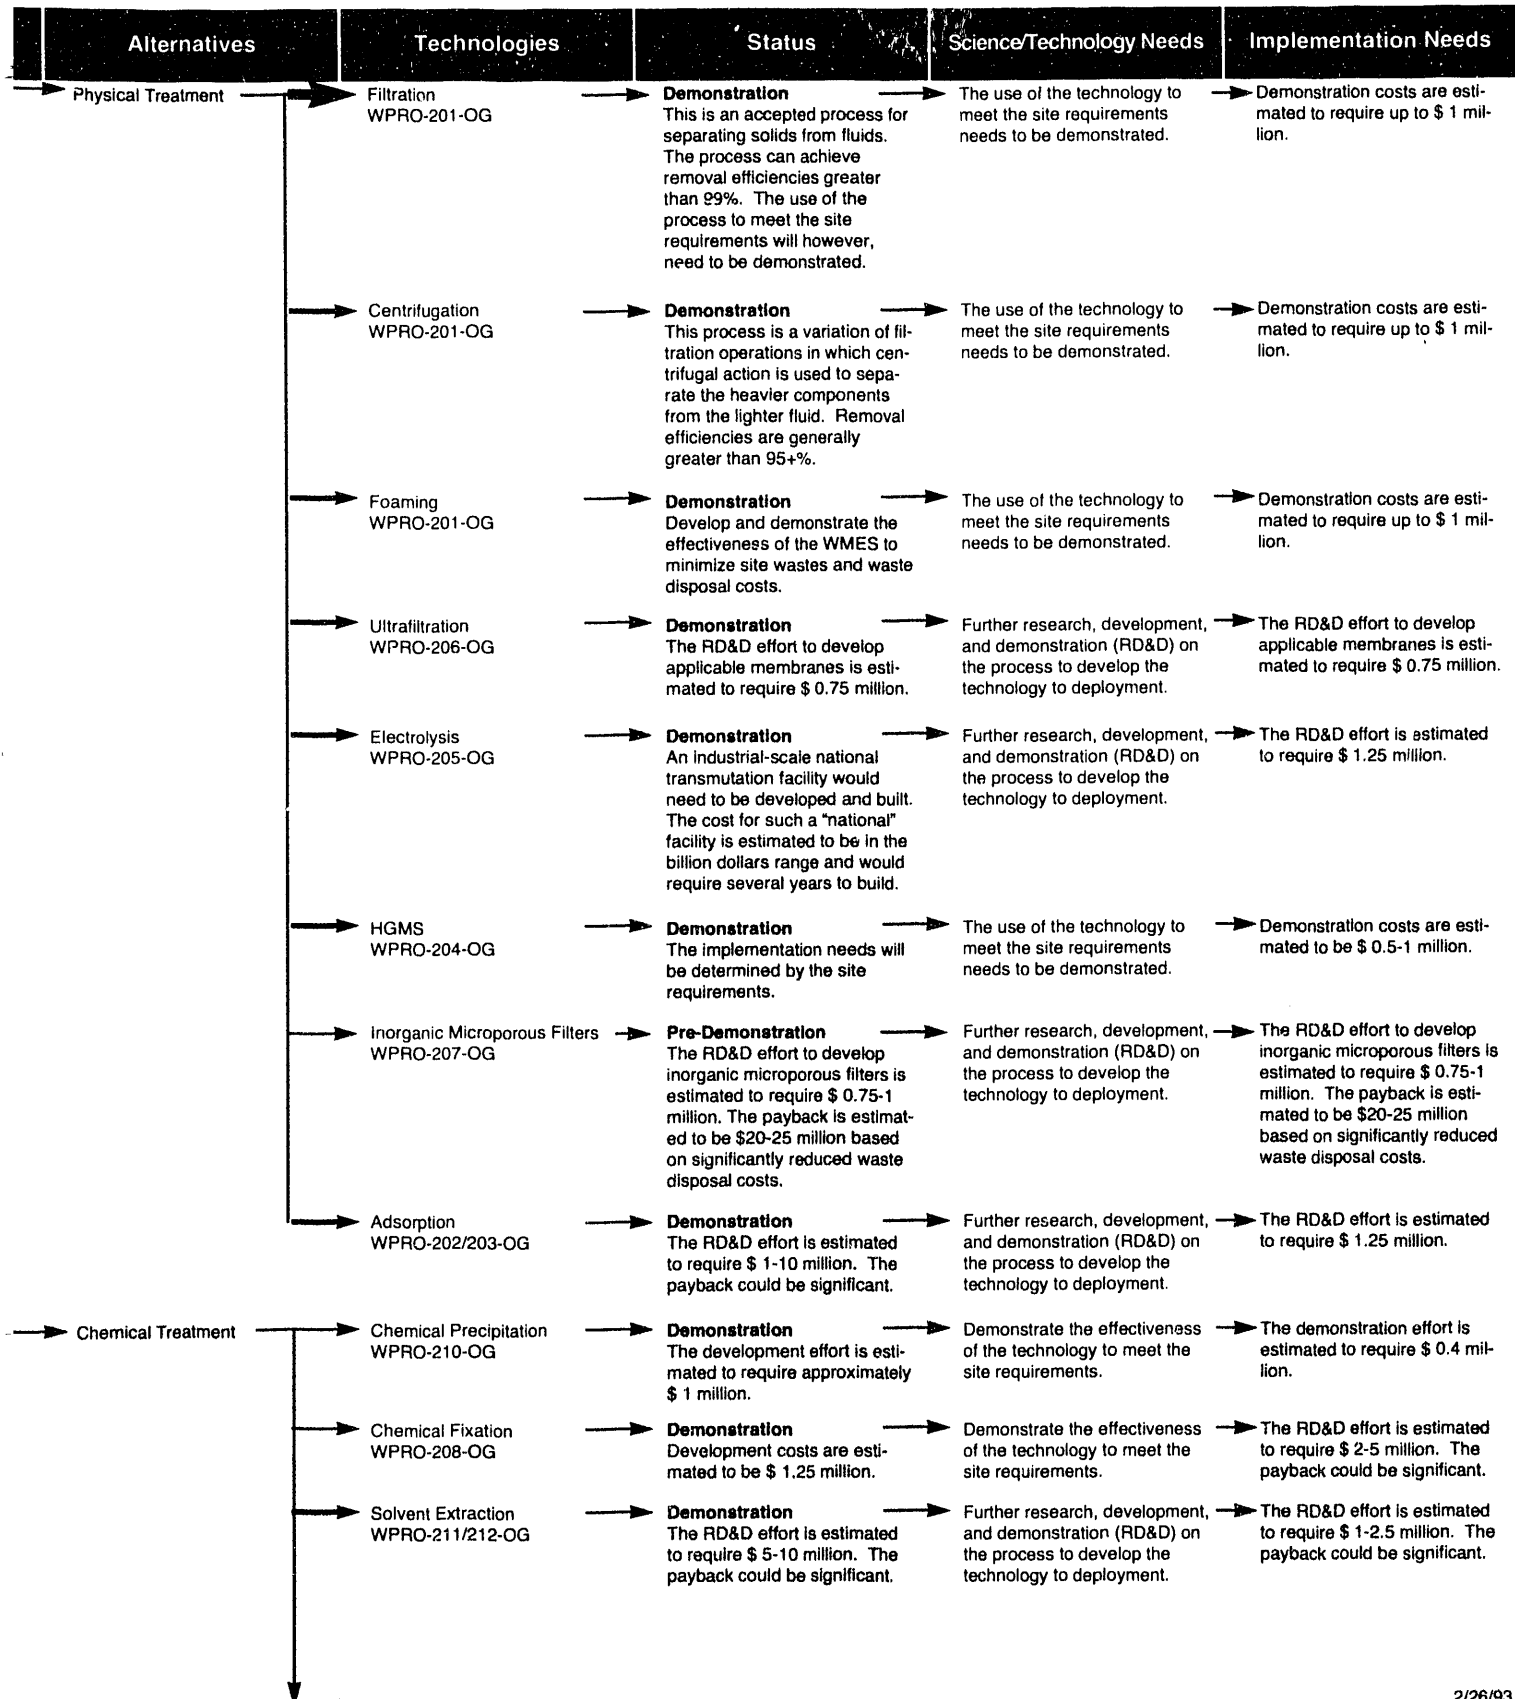 Alternatives
Technologies
Status
Science/Technology Needs
Implementation Needs
Physical Treatment
Filtration
WPRO-201-OG
Demonstration
This is an accepted process for
separating solids from fluids.
The process can achieve
removal efficiencies greater
than 99%. The use of the
process to meet the site
requirements will however,
need to be demonstrated.
The use of the technology to
meet the site requirements
needs to be demonstrated.
Demonstration costs are esti-
mated to require up to $ 1 mil-
lion.
Centrifugation
WPRO-201-OG
Demonstration
This process is a variation of fil-
tration operations in which cen-
trifugal action is used to sepa-
rate the heavier components
from the lighter fluid. Removal
efficiencies are generally
greater than 95+%.
The use of the technology to
meet the site requirements
needs to be demonstrated.
Demonstration costs are esti-
mated to require up to $ 1 mil-
lion.
Foaming
WPRO-201-OG
Demonstration
Develop and demonstrate the
effectiveness of the WMES to
minimize site wastes and waste
disposal costs.
The use of the technology to
meet the site requirements
needs to be demonstrated.
Demonstration costs are esti-
mated to require up to $ 1 mil-
lion.
Ultrafiltration
WPRO-206-OG
Demonstration
The RD&D effort to develop
applicable membranes is esti-
mated to require $ 0.75 million.
Further research, development,
and demonstration (RD&D) on
the process to develop the
technology to deployment.
The RD&D effort to develop
applicable membranes is esti-
mated to require $ 0.75 million.
Electrolysis
WPRO-205-OG
Demonstration
An industrial-scale national
transmutation facility would
need to be developed and built.
The cost for such a "national"
facility is estimated to be in the
billion dollars range and would
require several years to build.
Further research, development,
and demonstration (RD&D) on
the process to develop the
technology to deployment.
The RD&D effort is estimated
to require $ 1.25 million.
HGMS
WPRO-204-OG
Demonstration
The implementation needs will
be determined by the site
requirements.
The use of the technology to
meet the site requirements
needs to be demonstrated.
Demonstration costs are esti-
mated to be $ 0.5-1 million.
Inorganic Microporous Filters
WPRO-207-OG
Pre-Demonstration
The RD&D effort to develop
inorganic microporous filters is
estimated to require $ 0.75-1
million. The payback is estimat-
ed to be $20-25 million based
on significantly reduced waste
disposal costs.
Further research, development,
and demonstration (RD&D) on
the process to develop the
technology to deployment.
The RD&D effort to develop
inorganic microporous filters is
estimated to require $ 0.75-1
million. The payback is esti-
mated to be $20-25 million
based on significantly reduced
waste disposal costs.
Adsorption
WPRO-202/203-OG
Demonstration
The RD&D effort is estimated
to require $ 1-10 million. The
payback could be significant.
Further research, development,
and demonstration (RD&D) on
the process to develop the
technology to deployment.
The RD&D effort is estimated
to require $ 1.25 million.
Chemical Treatment
Chemical Precipitation
WPRO-210-OG
Demonstration
The development effort is esti-
mated to require approximately
$ 1 million.
Demonstrate the effectiveness
of the technology to meet the
site requirements.
The demonstration effort is
estimated to require $ 0.4 mil-
lion.
Chemical Fixation
WPRO-208-OG
Demonstration
Development costs are esti-
mated to be $ 1.25 million.
Demonstrate the effectiveness
of the technology to meet the
site requirements.
The RD&D effort is estimated
to require $ 2-5 million. The
payback could be significant.
Solvent Extraction
WPRO-211/212-OG
Demonstration
The RD&D effort is estimated
to require $ 5-10 million. The
payback could be significant.
Further research, development,
and demonstration (RD&D) on
the process to develop the
technology to deployment.
The RD&D effort is estimated
to require $ 1-2.5 million. The
payback could be significant.
2/26/93